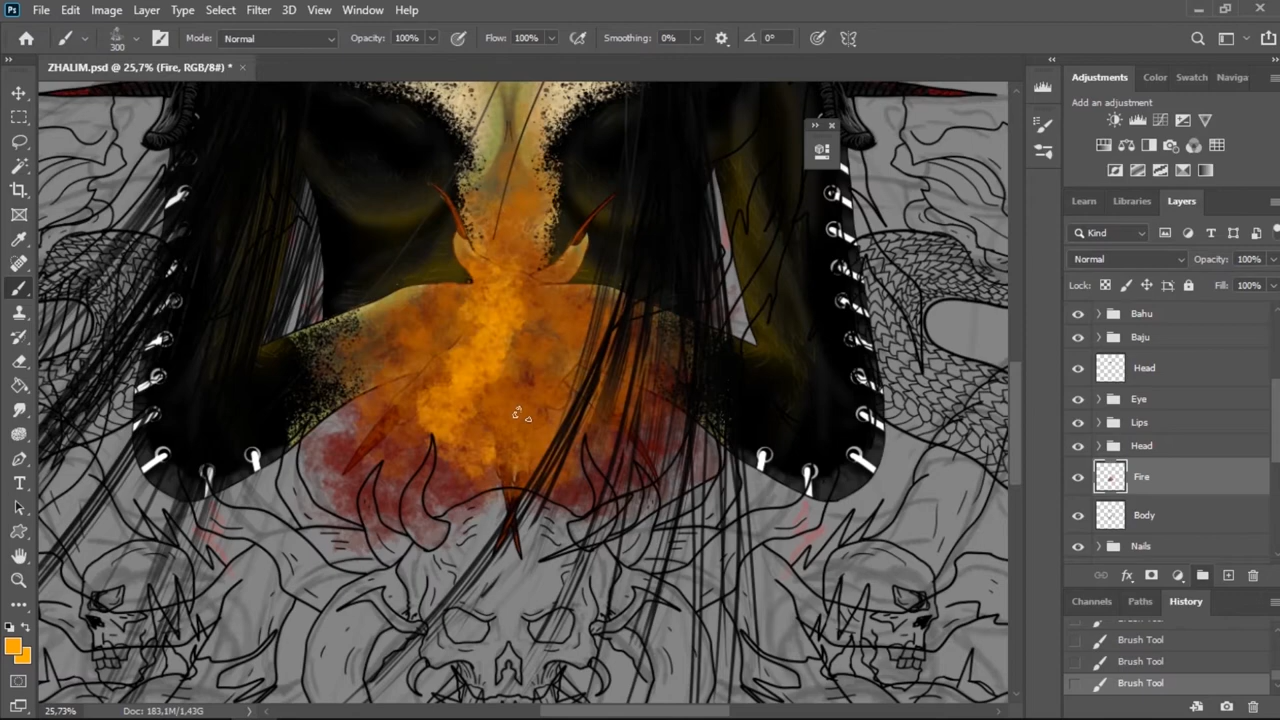 Ps File Edit Image Layer Type Select Filter 3D View Window Help
300 Mode: Normal Opacity: 100% Flow: 100% Smoothing: 0% 0°
ZHALIM.psd @ 25,7% (Fire, RGB/8#) *
Adjustments Color Swatch Naviga
Add an adjustment
Learn Libraries Layers
Kind
Normal Opacity: 100%
Lock: Fill: 100%
Bahu
Baju
Head
Eye
Lips
Head
Fire
Body
Nails
Channels Paths History
Brush Tool
Brush Tool
Brush Tool
25,73% Doc: 183,1M/1,43G